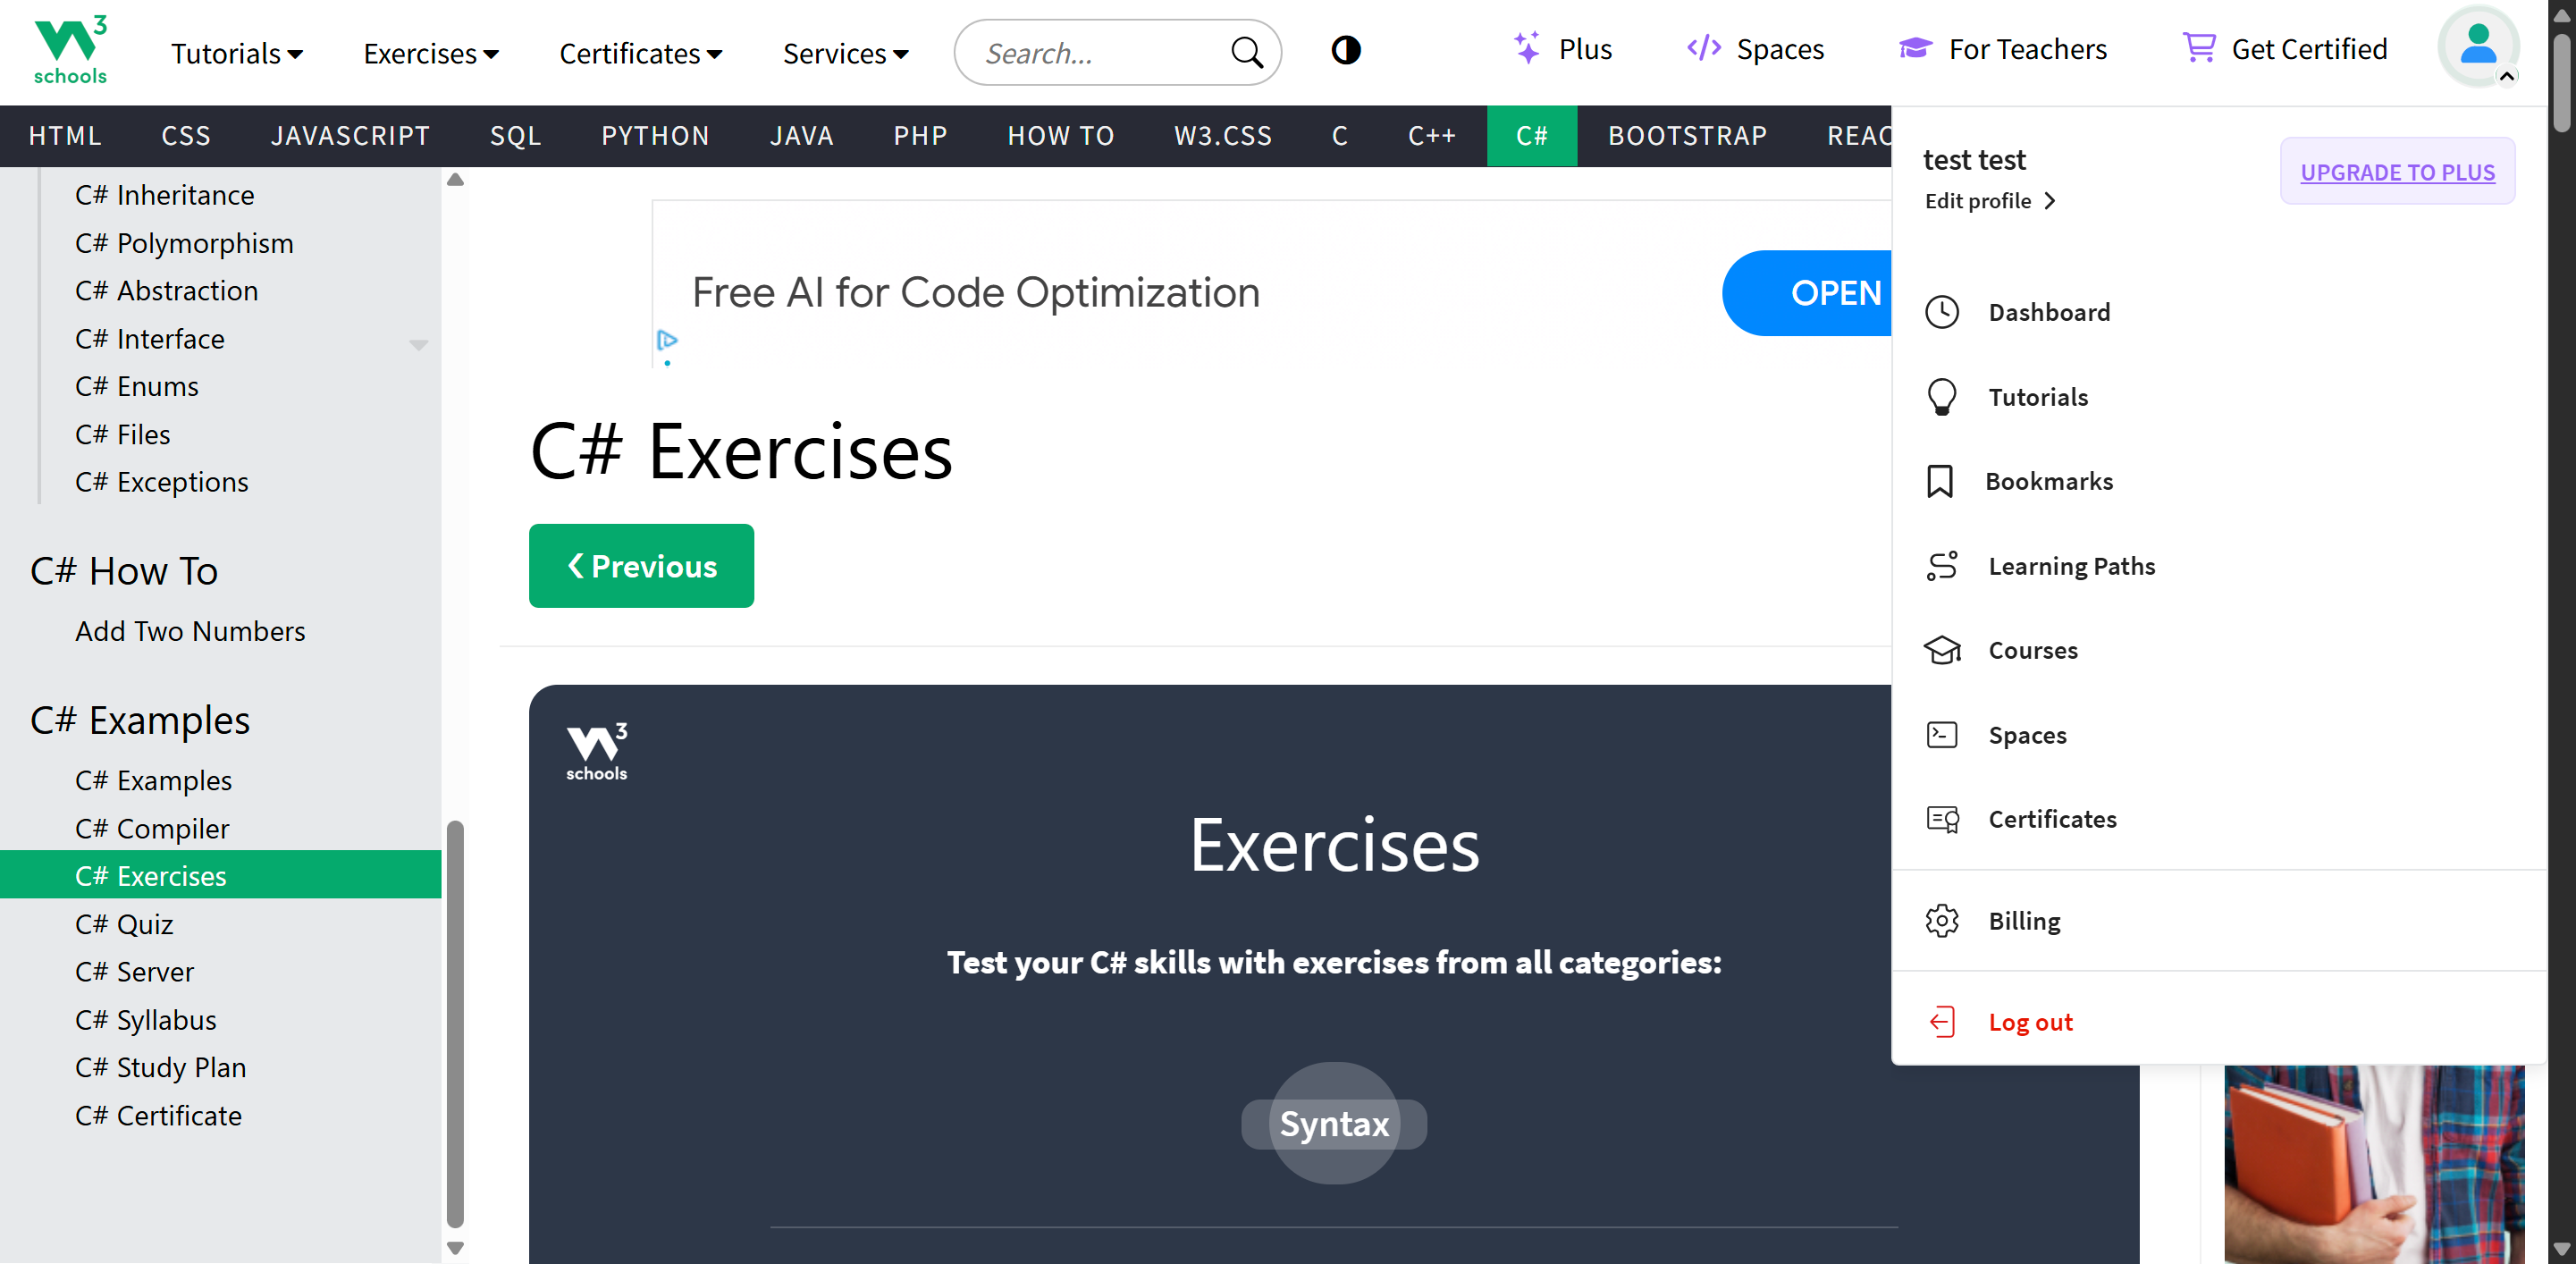 W3 schools
Tutorials
Exercises
Certificates
Services
Search...
Plus
Spaces
For Teachers
Get Certified
HTML
CSS
JAVASCRIPT
SQL
PYTHON
JAVA
PHP
HOW TO
W3.CSS
C
C++
C#
BOOTSTRAP
REAC
C# Inheritance
C# Polymorphism
C# Abstraction
C# Interface
C# Enums
C# Files
C# Exceptions
C# How To
Add Two Numbers
C# Examples
C# Examples
C# Compiler
C# Exercises
C# Quiz
C# Server
C# Syllabus
C# Study Plan
C# Certificate
Free AI for Code Optimization
OPEN
C# Exercises
❮ Previous
W3 schools
Exercises
Test your C# skills with exercises from all categories:
Syntax
test test
Edit profile
UPGRADE TO PLUS
Dashboard
Tutorials
Bookmarks
Learning Paths
Courses
Spaces
Certificates
Billing
Log out